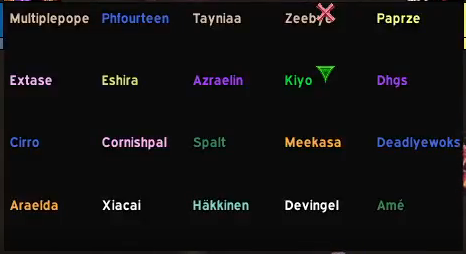 Multiplepope Phfourteen Tayniaa Zeebye Paprze
Extase Eshira Azraelin Kiyo Dhgs
Cirro Cornishpal Spalt Meekasa Deadlyewoks
Araelda Xiacai Häkkinen Devingel Amé